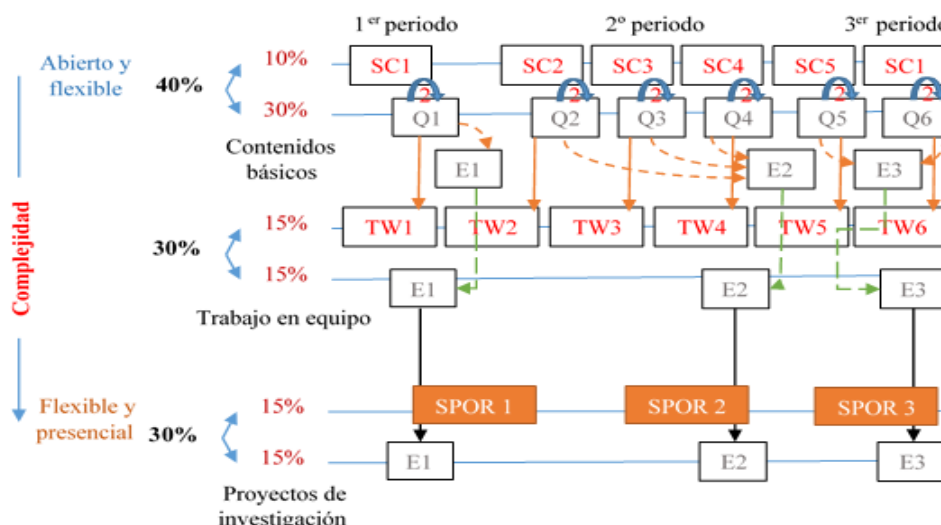 1er periodo 2º periodo 3er periodo
Abierto y flexible
40%
10%
SC1 SC2 SC3 SC4 SC5 SC1
2 2 2 2 2 2
30%
Q1 Q2 Q3 Q4 Q5 Q6
Contenidos básicos
E1 E2 E3
Complejidad
30%
15%
TW1 TW2 TW3 TW4 TW5 TW6
15%
E1 E2 E3
Trabajo en equipo
Flexible y presencial
30%
15%
SPOR 1 SPOR 2 SPOR 3
15%
E1 E2 E3
Proyectos de investigación